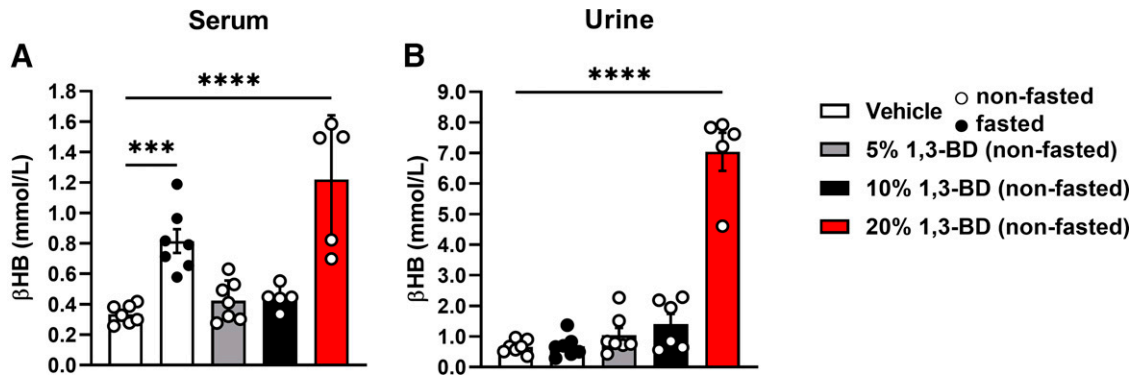 Serum
Urine
A
B
****
***
βHB (mmol/L)
1.8
1.6
1.4
1.2
1.0
0.8
0.6
0.4
0.2
0.0
****
βHB (mmol/L)
9.0
8.0
7.0
6.0
5.0
4.0
3.0
2.0
1.0
0.0
Vehicle
non-fasted
fasted
5% 1,3-BD (non-fasted)
10% 1,3-BD (non-fasted)
20% 1,3-BD (non-fasted)